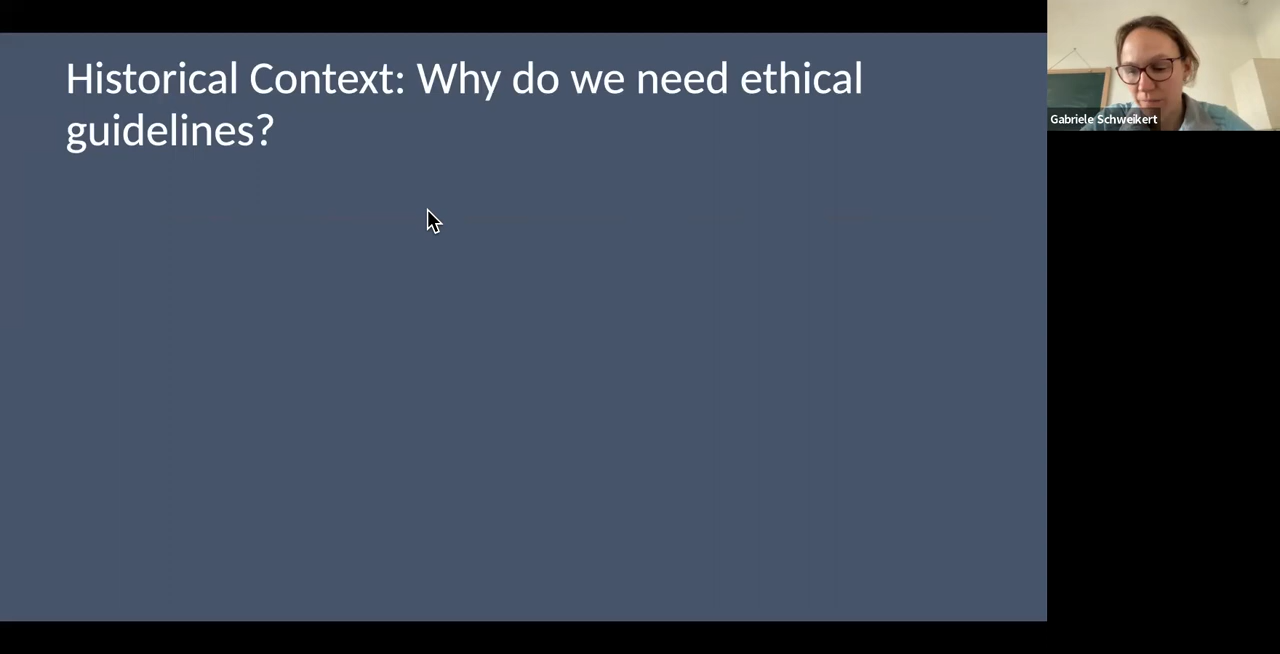 Historical Context: Why do we need ethical
guidelines?
Gabriele Schweikert